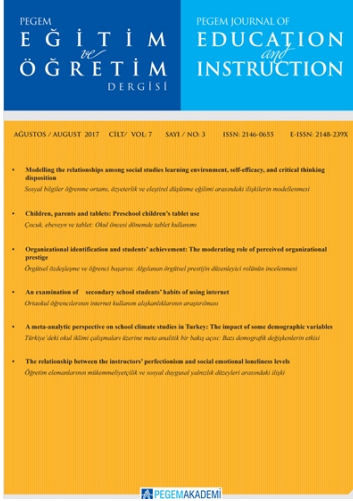 PEGEM
EĞİTİM
ve
ÖĞRETİM
DERGİSİ
PEGEM JOURNAL OF
EDUCATION
and
INSTRUCTION
AĞUSTOS / AUGUST 2017 CİLT/ VOL: 7 SAYI / NO: 3 ISSN: 2146-0655 E-ISSN: 2148-239X
• Modelling the relationships among social studies learning environment, self-efficacy, and critical thinking
disposition
Sosyal bilgiler öğrenme ortamı, özyeterlik ve eleştirel düşünme eğilimi arasındaki ilişkilerin modellenmesi
• Children, parents and tablets: Preschool children's tablet use
Çocuk, ebeveyn ve tablet: Okul öncesi dönemde tablet kullanımı
• Organizational identification and students' achievement: The moderating role of perceived organizational
prestige
Örgütsel özdeşleşme ve öğrenci başarısı: Algılanan örgütsel prestijin düzenleyici rolünün incelenmesi
• An examination of secondary school students' habits of using internet
Ortaokul öğrencilerinin internet kullanım alışkanlıklarının araştırılması
• A meta-analytic perspective on school climate studies in Turkey: The impact of some demographic variables
Türkiye'deki okul iklimi çalışmaları üzerine meta analitik bir bakış açısı: Bazı demografik değişkenlerin etkisi
• The relationship between the instructors' perfectionism and social emotional loneliness levels
Öğretim elemanlarının mükemmeliyetçilik ve sosyal duygusal yalnızlık düzeyleri arasındaki ilişki
PEGEMAKADEMİ